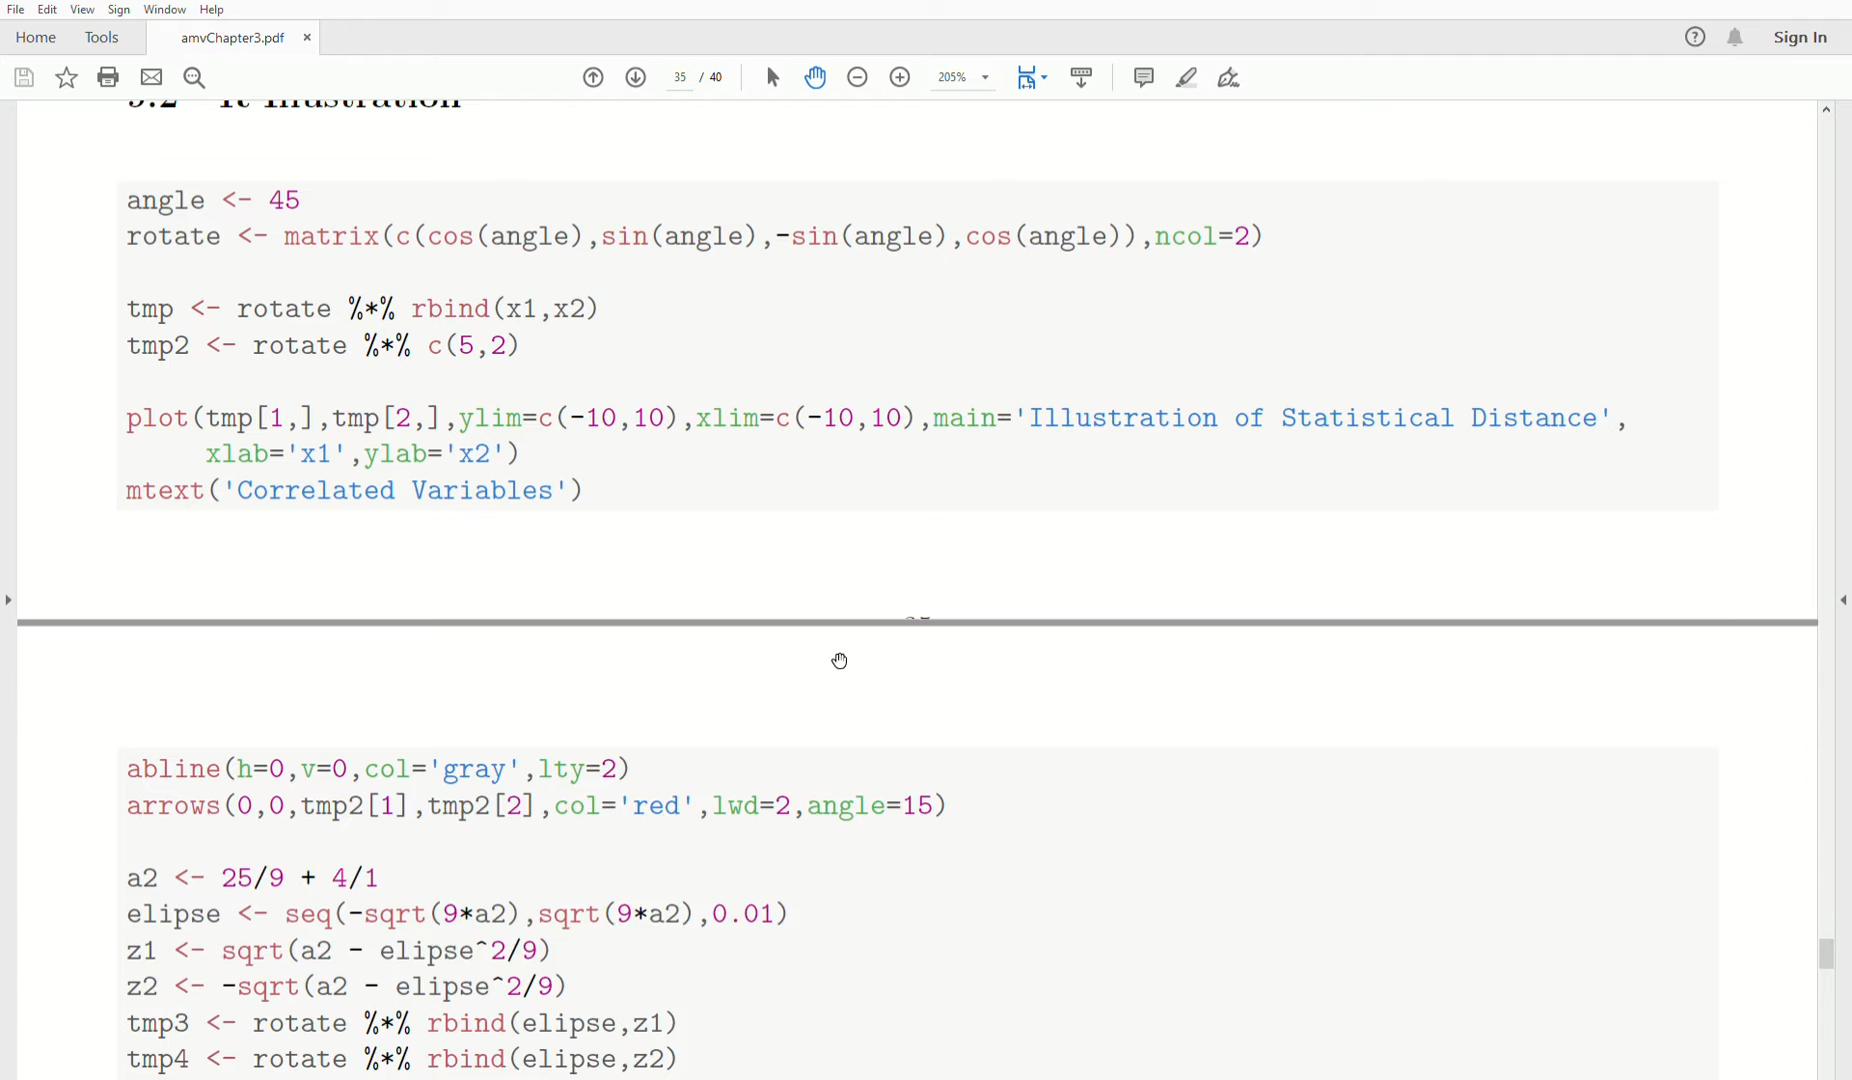 File Edit View Sign Window Help
Home Tools amvChapter3.pdf × Sign In
35 / 40 205%
R Illustration
angle <- 45
rotate <- matrix(c(cos(angle),sin(angle),-sin(angle),cos(angle)),ncol=2)
tmp <- rotate %*% rbind(x1,x2)
tmp2 <- rotate %*% c(5,2)
plot(tmp[1,],tmp[2,],ylim=c(-10,10),xlim=c(-10,10),main='Illustration of Statistical Distance',
xlab='x1',ylab='x2')
mtext('Correlated Variables')
abline(h=0,v=0,col='gray',lty=2)
arrows(0,0,tmp2[1],tmp2[2],col='red',lwd=2,angle=15)
a2 <- 25/9 + 4/1
elipse <- seq(-sqrt(9*a2),sqrt(9*a2),0.01)
z1 <- sqrt(a2 - elipse^2/9)
z2 <- -sqrt(a2 - elipse^2/9)
tmp3 <- rotate %*% rbind(elipse,z1)
tmp4 <- rotate %*% rbind(elipse,z2)